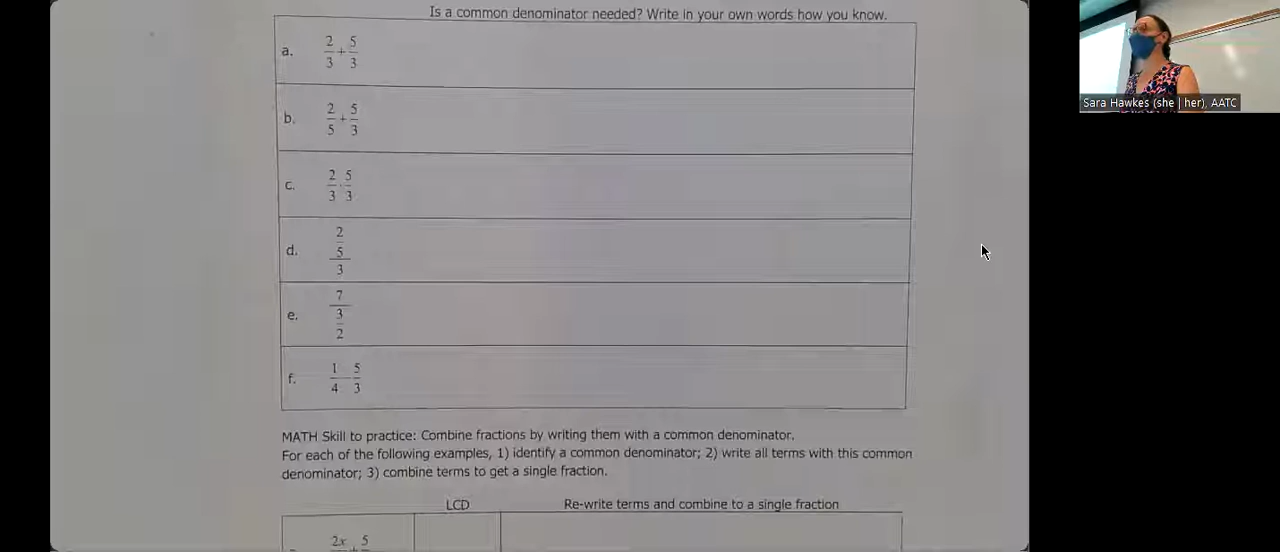 Is a common denominator needed? Write in your own words how you know.
a. 2/3 + 5/3
b. 2/5 + 5/3
c. 2/3 · 5/3
d. 2/5 / 3
e. 7 / 3/2
f. 1/4 5/3
MATH Skill to practice: Combine fractions by writing them with a common denominator.
For each of the following examples, 1) identify a common denominator; 2) write all terms with this common
denominator; 3) combine terms to get a single fraction.
LCD Re-write terms and combine to a single fraction
2x + 5
Sara Hawkes (she | her), AATC